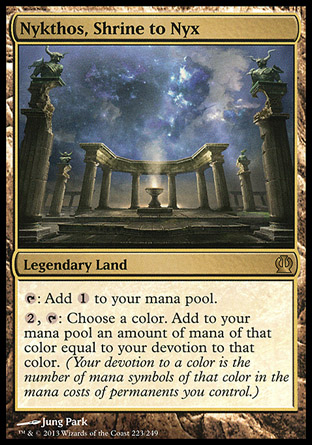 Nykthos, Shrine to Nyx
Legendary Land
: Add 1 to your mana pool.
2, : Choose a color. Add to your
mana pool an amount of mana of that
color equal to your devotion to that
color. (Your devotion to a color is the
number of mana symbols of that color in the
mana costs of permanents you control.)
Jung Park
™ & © 2013 Wizards of the Coast 223/249